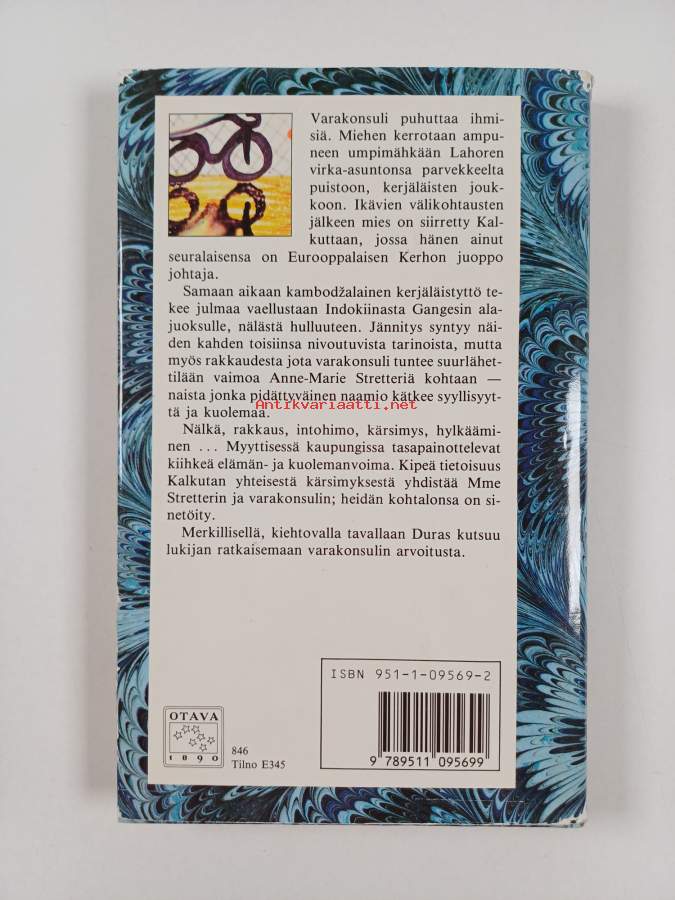 Varakonsuli puhuttaa ihmi-
siä. Miehen kerrotaan ampu-
neen umpimähkään Lahoren
virka-asuntonsa parvekkeelta
puistoon, kerjäläisten jouk-
koon. Ikävien välikohtausten
jälkeen mies on siirretty Kal-
kuttaan, jossa hänen ainut
seuralaisensa on Eurooppalaisen Kerhon juoppo
johtaja.
Samaan aikaan kambodžalainen kerjäläistyttö te-
kee julmaa vaellustaan Indokiinasta Gangesin ala-
juoksulle, nälästä hulluuteen. Jännitys syntyy näi-
den kahden toisiinsa nivoutuvista tarinoista, mutta
myös rakkaudesta jota varakonsuli tuntee suurlähet-
tilään vaimoa Anne-Marie Stretteriä kohtaan —
naista jonka pidättyväinen naamio kätkee syyllisyyt-
Antikvariaatti.net
tä ja kuolemaa.
Nälkä, rakkaus, intohimo, kärsimys, hylkäämi-
nen ... Myyttisessä kaupungissa tasapainottelevat
kiihkeä elämän- ja kuolemanvoima. Kipeä tietoisuus
Kalkutan yhteisestä kärsimyksestä yhdistää Mme
Stretterin ja varakonsulin; heidän kohtalonsa on si-
netöity.
Merkillisellä, kiehtovalla tavallaan Duras kutsuu
lukijan ratkaisemaan varakonsulin arvoitusta.
ISBN 951-1-09569-2
9 789511 095699
OTAVA
1890
846
Tilno E345